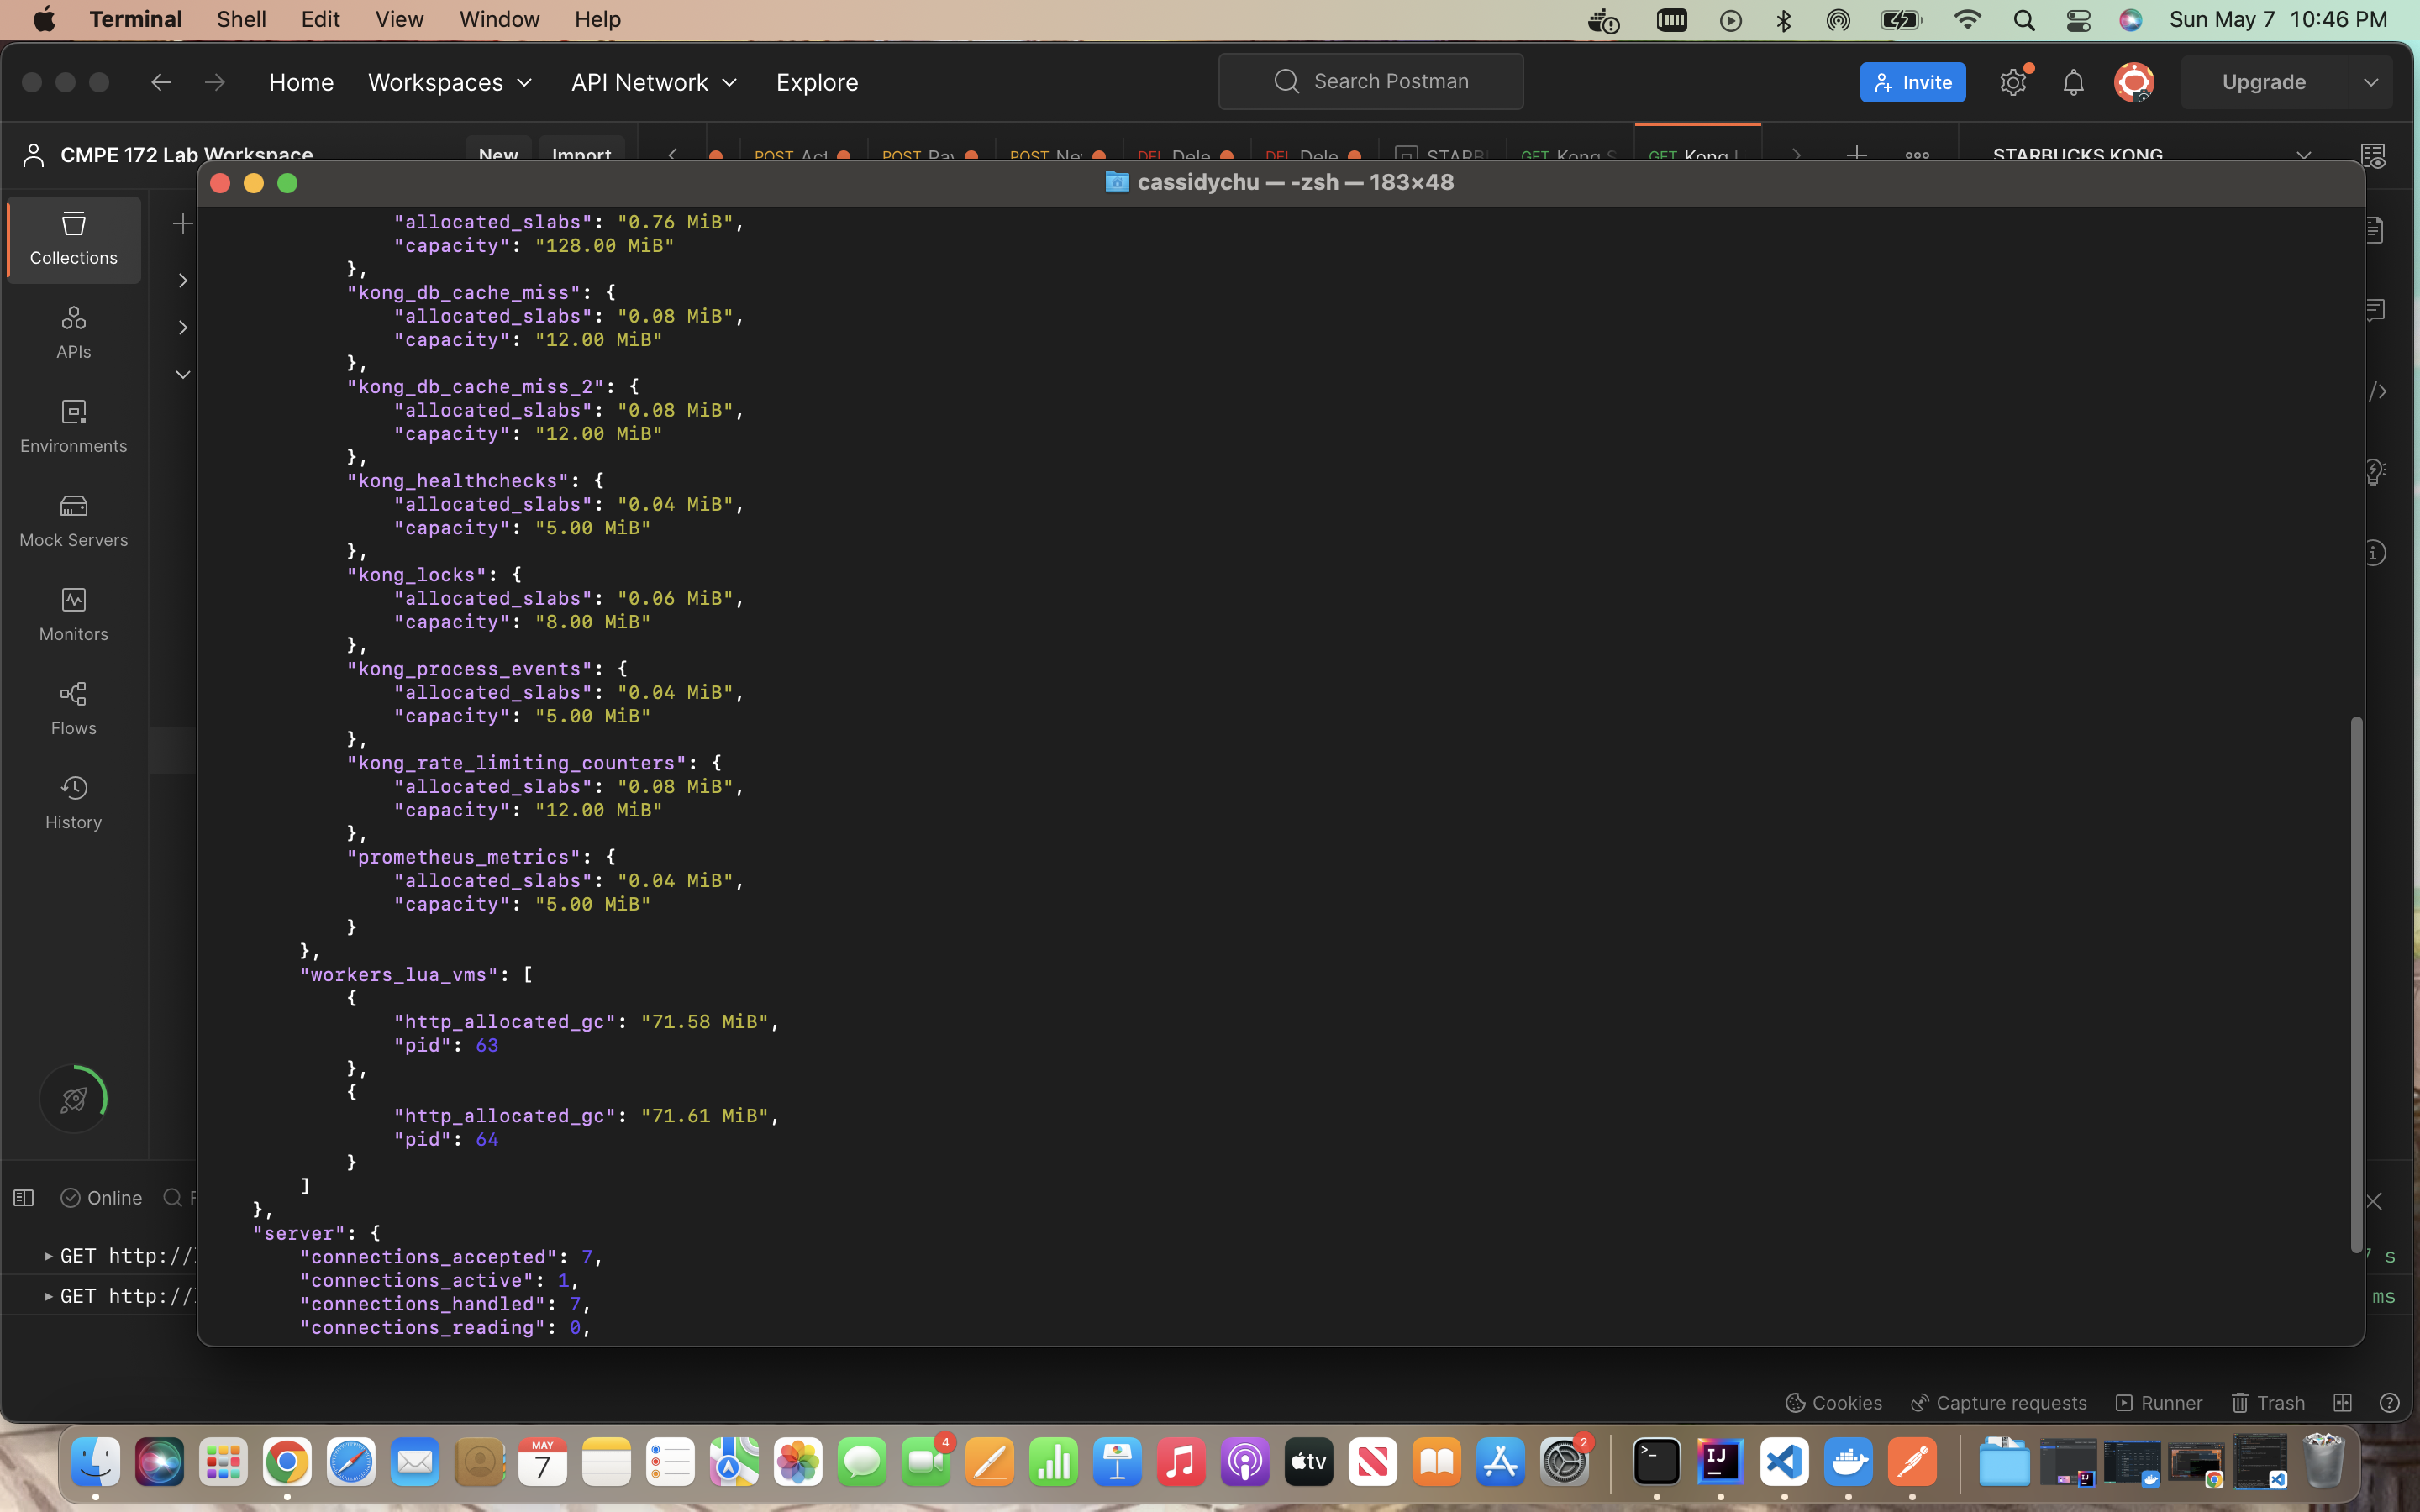 Terminal Shell Edit View Window Help Sun May 7 10:46 PM
Home Workspaces API Network Explore Search Postman Invite Upgrade
CMPE 172 Lab Workspace New Import POST POST POST DEL Dele DEL Dele STARB GET Kong S GET Kong STARBUCKS KONG
cassidychu — -zsh — 183×48
Collections
APIs
Environments
Mock Servers
Monitors
Flows
History
"allocated_slabs": "0.76 MiB",
"capacity": "128.00 MiB"
},
"kong_db_cache_miss": {
"allocated_slabs": "0.08 MiB",
"capacity": "12.00 MiB"
},
"kong_db_cache_miss_2": {
"allocated_slabs": "0.08 MiB",
"capacity": "12.00 MiB"
},
"kong_healthchecks": {
"allocated_slabs": "0.04 MiB",
"capacity": "5.00 MiB"
},
"kong_locks": {
"allocated_slabs": "0.06 MiB",
"capacity": "8.00 MiB"
},
"kong_process_events": {
"allocated_slabs": "0.04 MiB",
"capacity": "5.00 MiB"
},
"kong_rate_limiting_counters": {
"allocated_slabs": "0.08 MiB",
"capacity": "12.00 MiB"
},
"prometheus_metrics": {
"allocated_slabs": "0.04 MiB",
"capacity": "5.00 MiB"
}
},
"workers_lua_vms": [
{
"http_allocated_gc": "71.58 MiB",
"pid": 63
},
{
"http_allocated_gc": "71.61 MiB",
"pid": 64
}
]
},
"server": {
"connections_accepted": 7,
"connections_active": 1,
"connections_handled": 7,
"connections_reading": 0,
Online
GET http:// s
GET http:// ms
Cookies Capture requests Runner Trash
4 MAY 7 tv 2 IJ